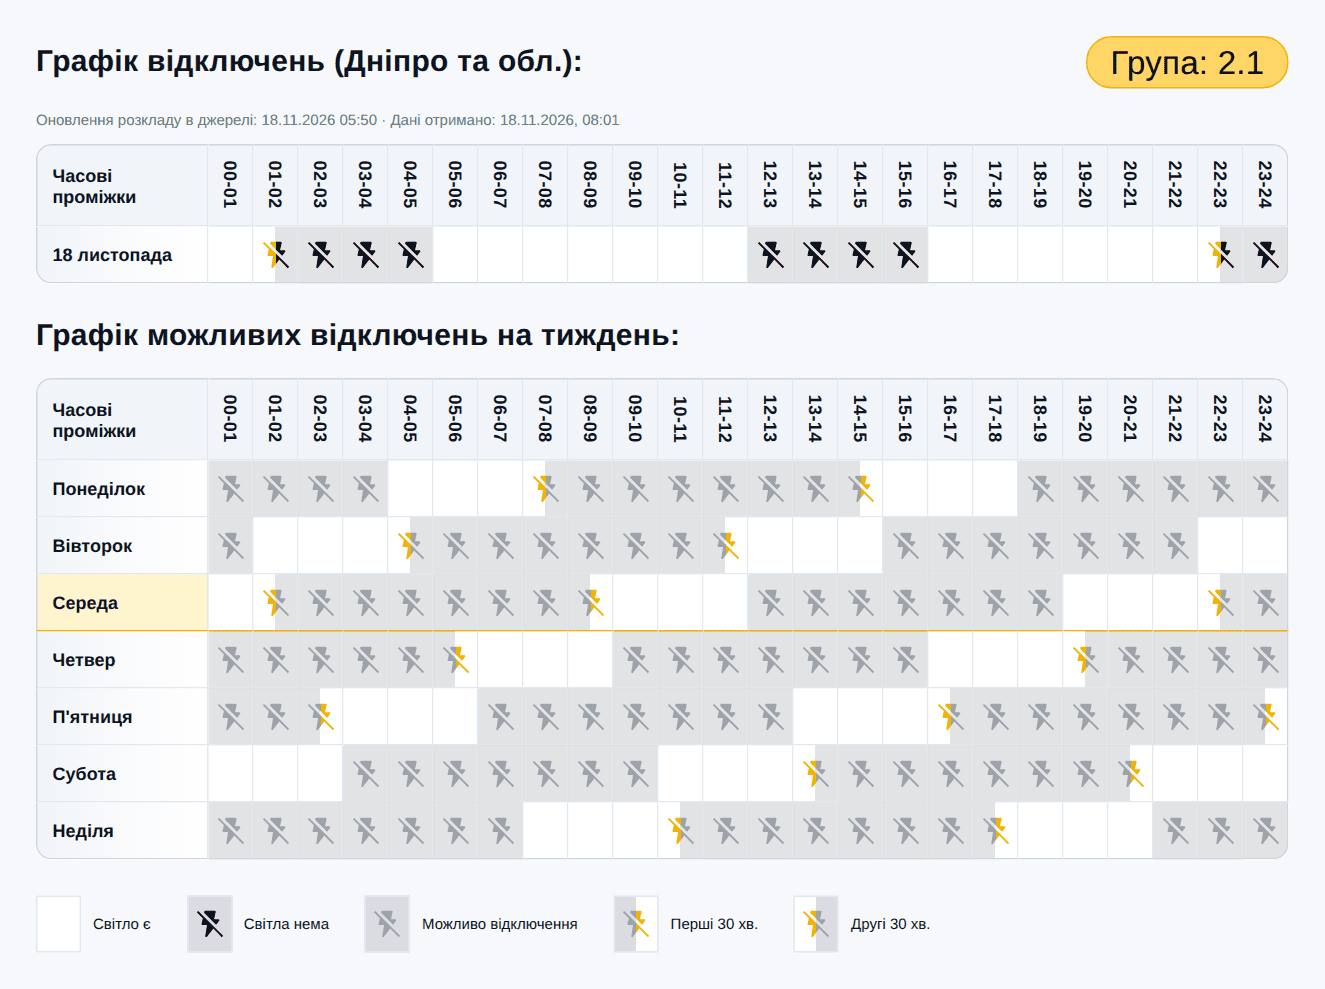 Графік відключень (Дніпро та обл.):
Група: 2.1
Оновлення розкладу в джерелі: 18.11.2026 05:50 · Дані отримано: 18.11.2026, 08:01
Часові проміжки 00-01 01-02 02-03 03-04 04-05 05-06 06-07 07-08 08-09 09-10 10-11 11-12 12-13 13-14 14-15 15-16 16-17 17-18 18-19 19-20 20-21 21-22 22-23 23-24
18 листопада
Графік можливих відключень на тиждень:
Часові проміжки 00-01 01-02 02-03 03-04 04-05 05-06 06-07 07-08 08-09 09-10 10-11 11-12 12-13 13-14 14-15 15-16 16-17 17-18 18-19 19-20 20-21 21-22 22-23 23-24
Понеділок
Вівторок
Середа
Четвер
П'ятниця
Субота
Неділя
Світло є Світла нема Можливо відключення Перші 30 хв. Другі 30 хв.